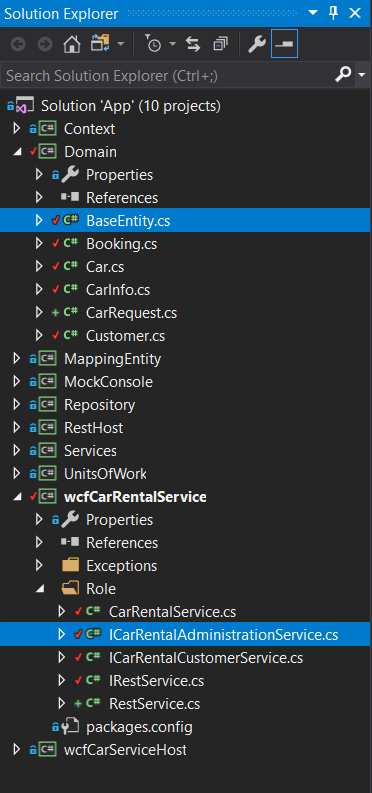 Solution Explorer
Search Solution Explorer (Ctrl+;)
Solution 'App' (10 projects)
C# Context
C# Domain
Properties
References
C# BaseEntity.cs
C# Booking.cs
C# Car.cs
C# CarInfo.cs
C# CarRequest.cs
C# Customer.cs
C# MappingEntity
C# MockConsole
C# Repository
C# RestHost
C# Services
C# UnitsOfWork
C# wcfCarRentalService
Properties
References
Exceptions
Role
C# CarRentalService.cs
C# ICarRentalAdministrationService.cs
C# ICarRentalCustomerService.cs
C# IRestService.cs
C# RestService.cs
packages.config
C# wcfCarServiceHost